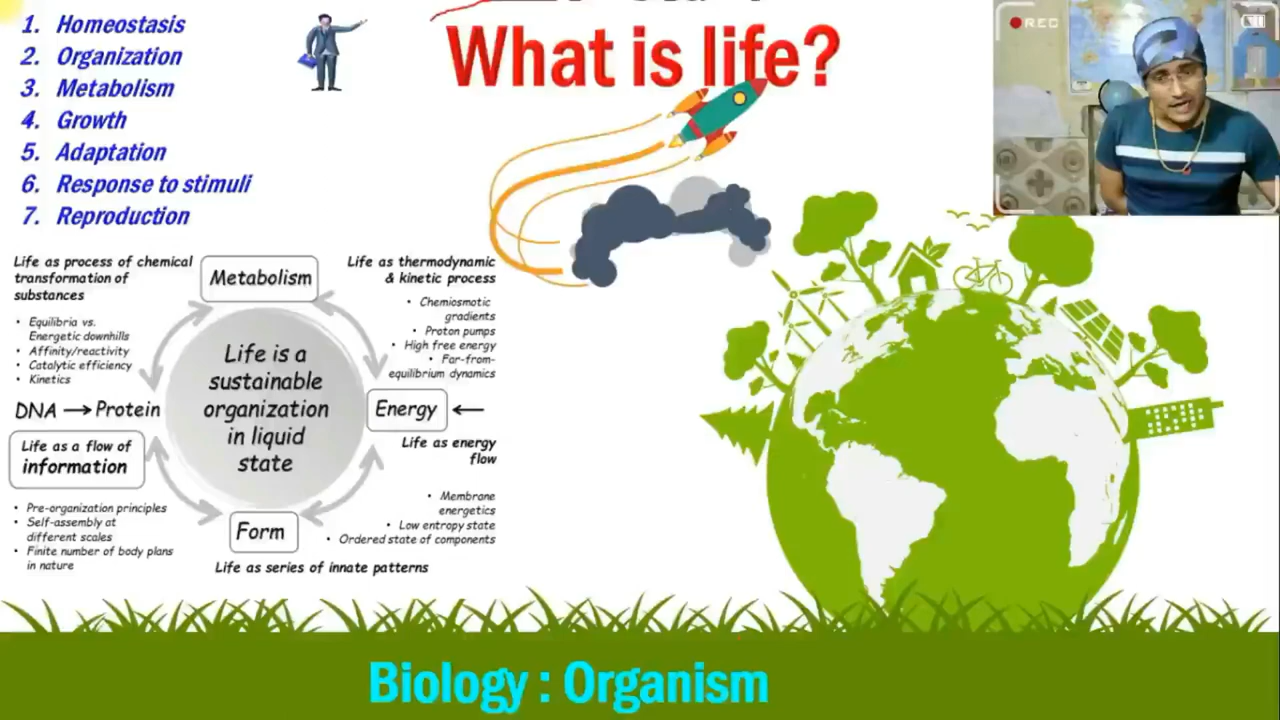 1. Homeostasis
2. Organization
3. Metabolism
4. Growth
5. Adaptation
6. Response to stimuli
7. Reproduction
What is life?
REC
Life as process of chemical
transformation of
substances
• Equilibria vs.
Energetic downhills
• Affinity/reactivity
• Catalytic efficiency
• Kinetics
Metabolism
Life as thermodynamic
& kinetic process
• Chemiosmotic
gradients
• Proton pumps
• High free energy
• Far-from-
equilibrium dynamics
Life is a
sustainable
organization
in liquid
state
DNA → Protein
Energy ←
Life as a flow of
information
Life as energy
flow
• Pre-organization principles
• Self-assembly at
different scales
• Finite number of body plans
in nature
Form
• Membrane
energetics
• Low entropy state
• Ordered state of components
Life as series of innate patterns
Biology : Organism